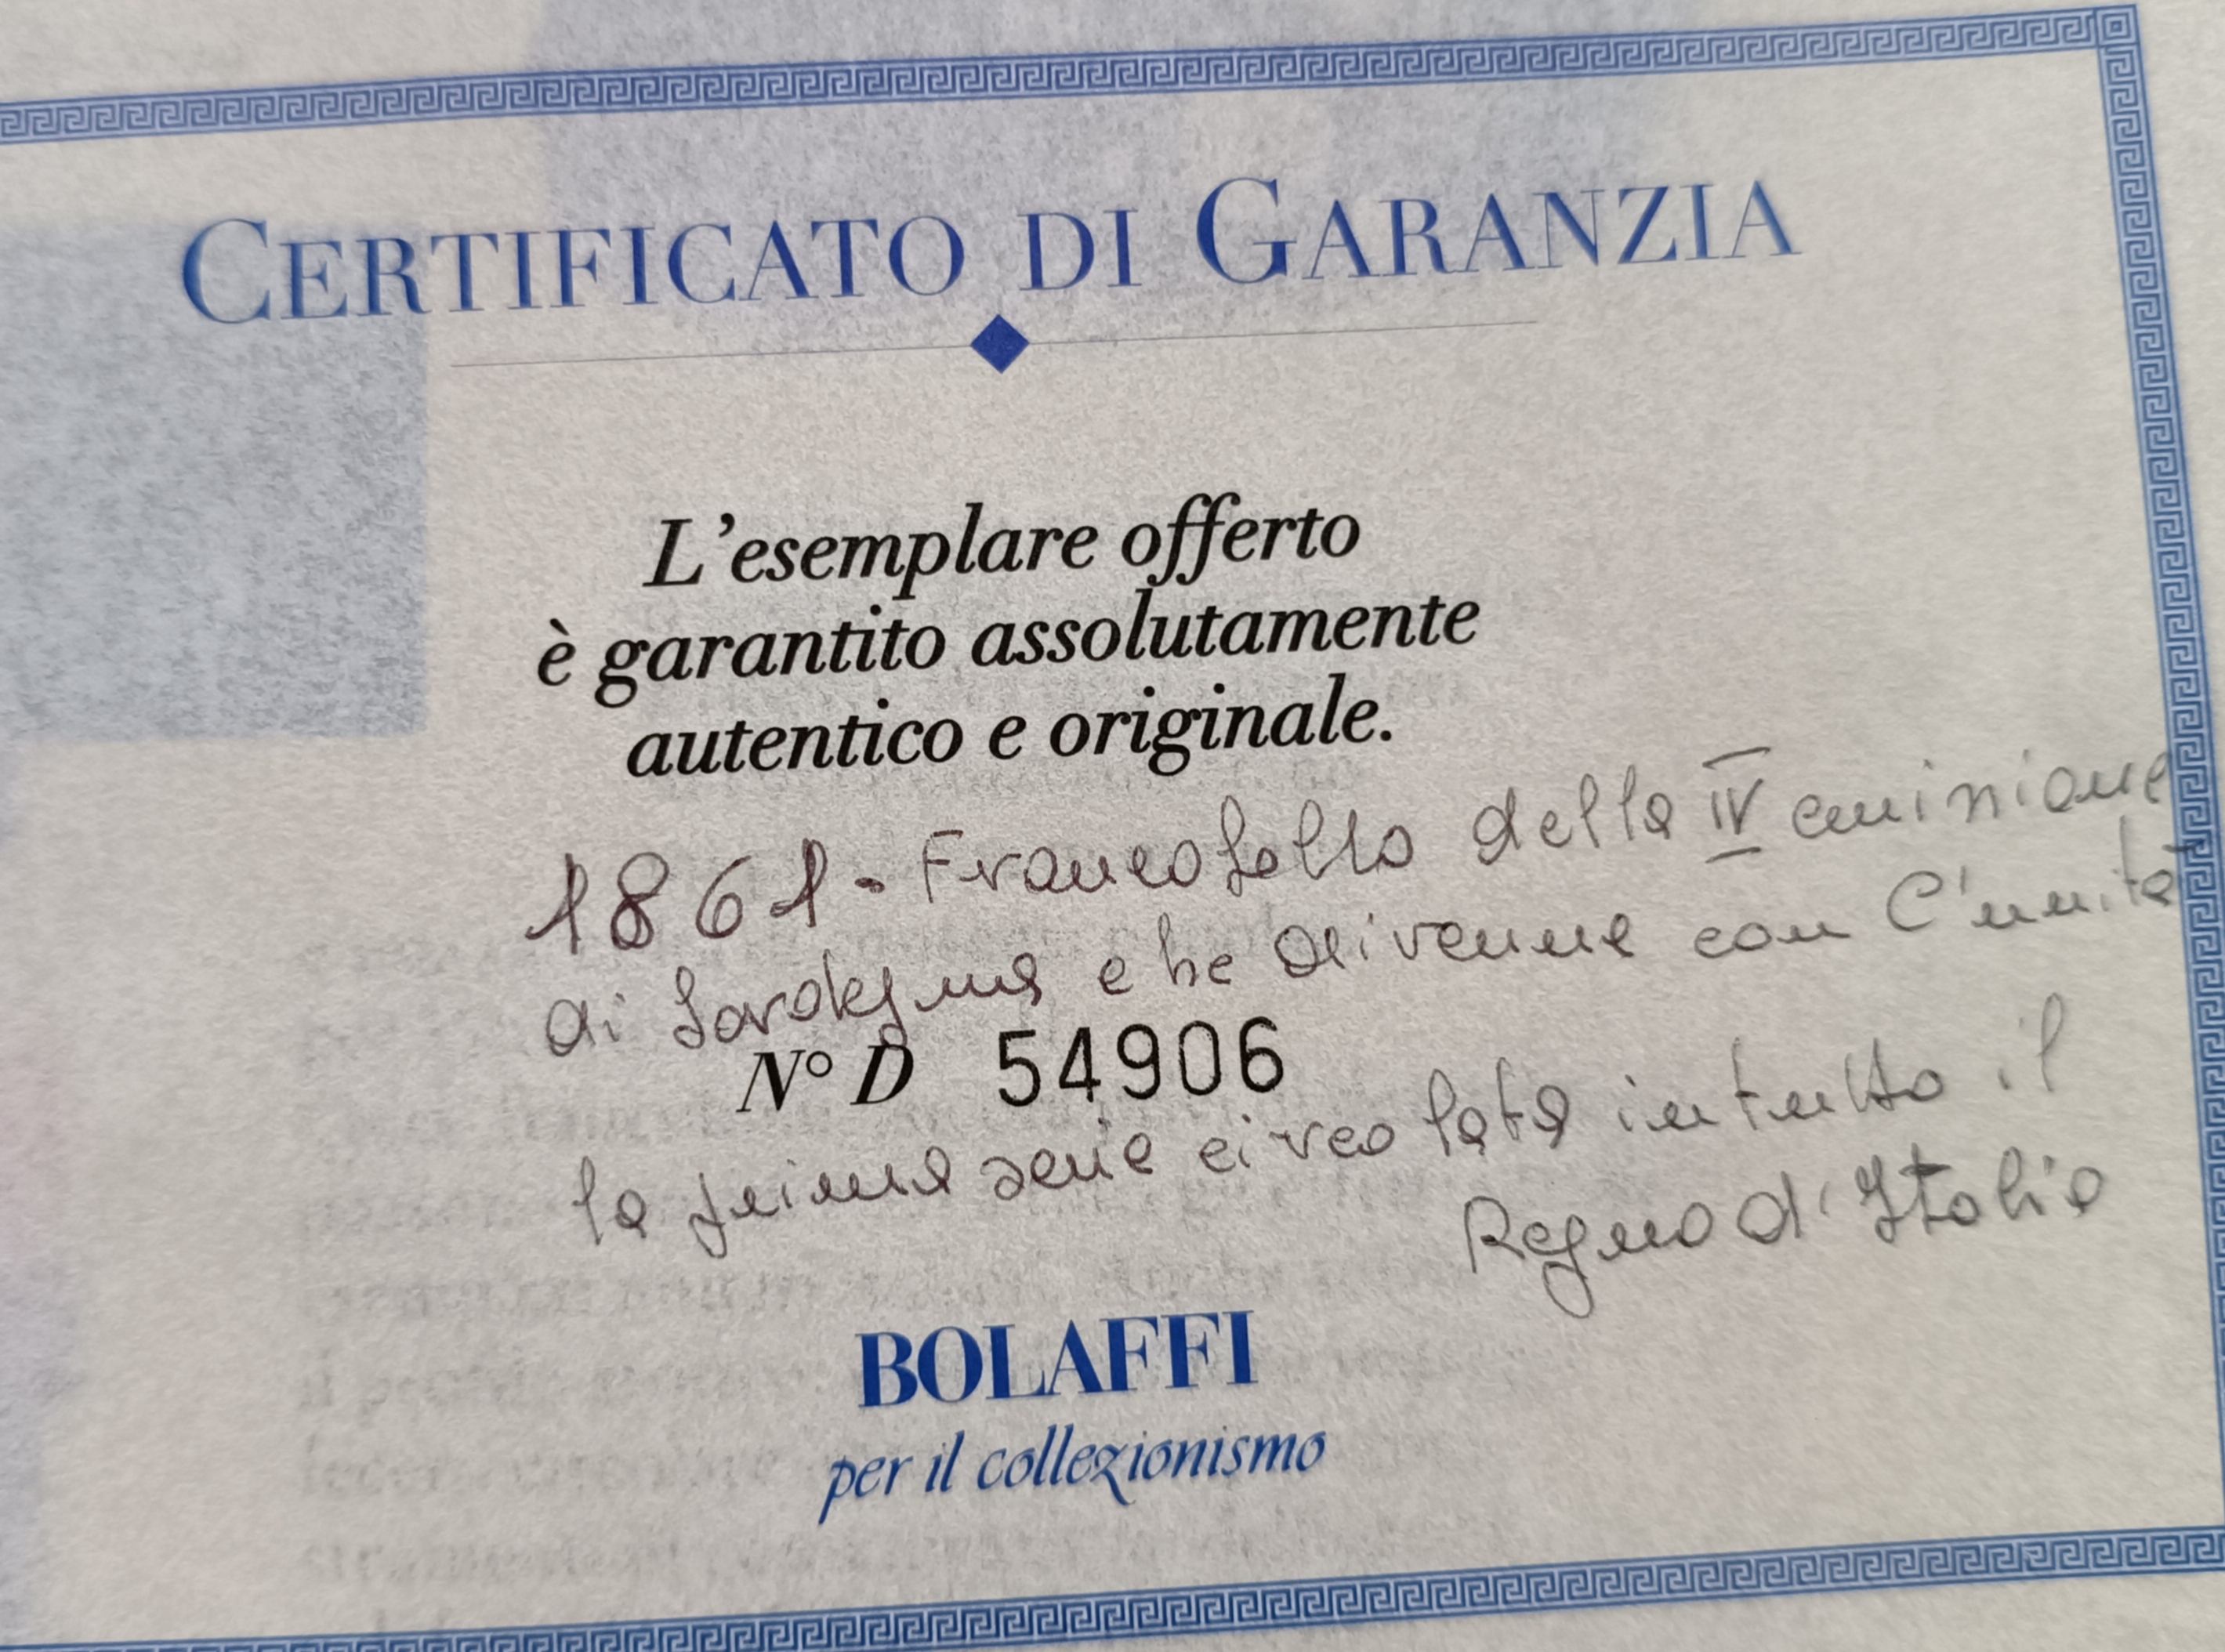 CERTIFICATO DI GARANZIA
L'esemplare offerto
è garantito assolutamente
autentico e originale.
1861. Francobollo della IV emissione
di Sardegna che divenne con l'unità
N° D 54906
la prima serie circolata in tutto il
Regno d'Italia
BOLAFFI
per il collezionismo